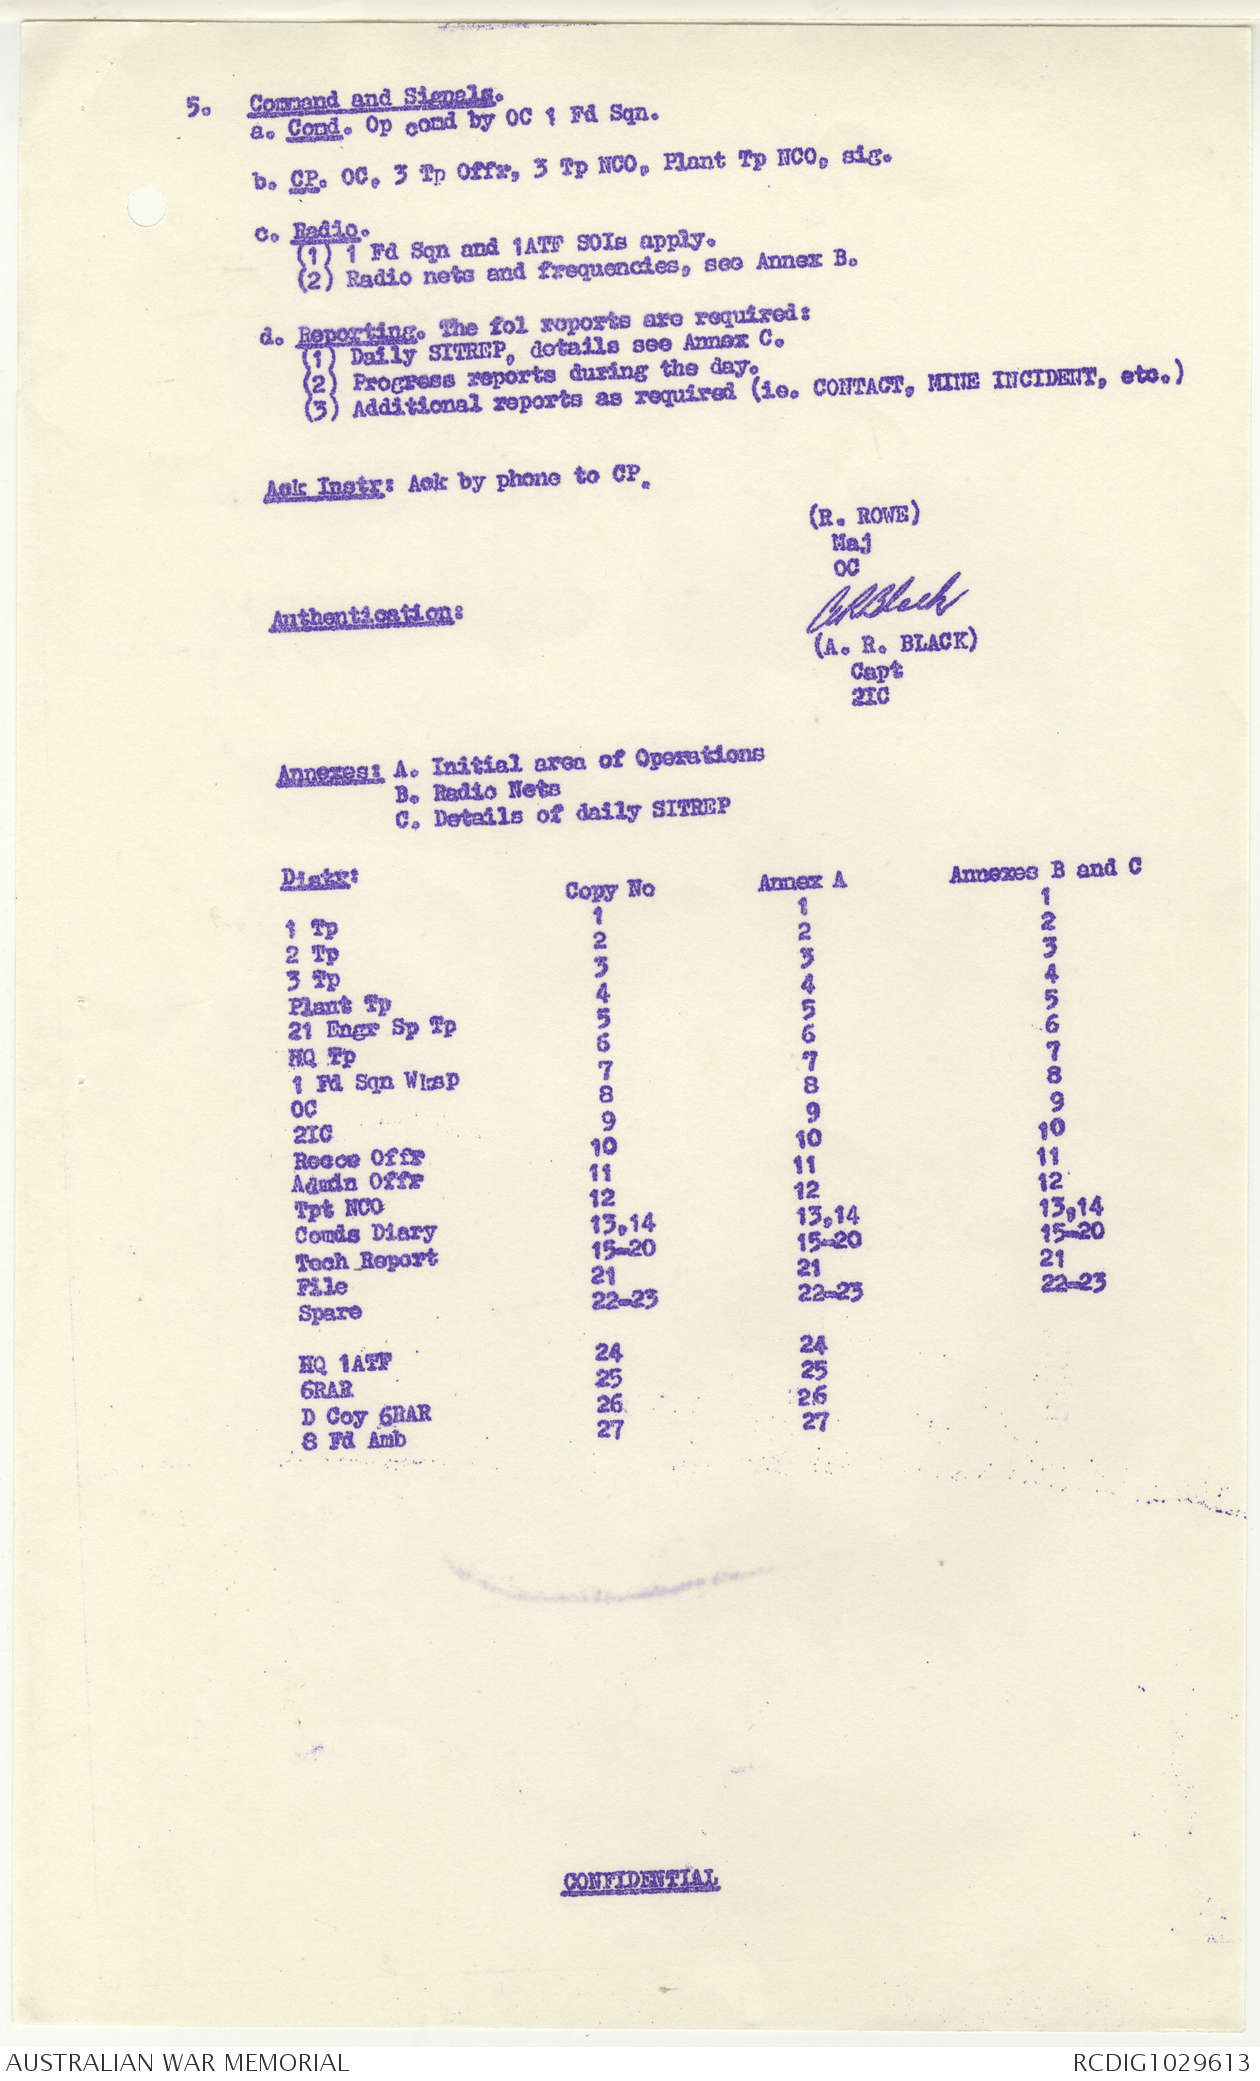 5. Command and Signals.
a. Comd. Op comd by OC 1 Fd Sqn.
b. CP. OC, 3 Tp Offr, 3 Tp NCO, Plant Tp NCO, sig.
c. Radio.
(1) 1 Fd Sqn and 1ATF SOIs apply.
(2) Radio nets and frequencies, see Annex B.
d. Reporting. The fol reports are required:
(1) Daily SITREP, details see Annex C.
(2) Progress reports during the day.
(3) Additional reports as required (ie. CONTACT, MINE INCIDENT, etc.)
Ack Instr: Ack by phone to CP.
(R. ROWE)
Maj
OC
Authentication:
ARBlack
(A. R. BLACK)
Capt
2IC
Annexes: A. Initial area of Operations
B. Radio Nets
C. Details of daily SITREP
Distr: Copy No Annex A Annexes B and C
1 Tp 1 1 1
2 Tp 2 2 2
3 Tp 3 3 3
Plant Tp 4 4 4
21 Engr Sp Tp 5 5 5
HQ Tp 6 6 6
1 Fd Sqn Wksp 7 7 7
OC 8 8 8
2IC 9 9 9
Recce Offr 10 10 10
Admin Offr 11 11 11
Tpt NCO 12 12 12
Comds Diary 13,14 13,14 13,14
Tech Report 15-20 15-20 15-20
File 21 21 21
Spare 22-23 22-23 22-23
HQ 1ATF 24 24
6RAR 25 25
D Coy 6RAR 26 26
8 Fd Amb 27 27
CONFIDENTIAL
AUSTRALIAN WAR MEMORIAL RCDIG1029613